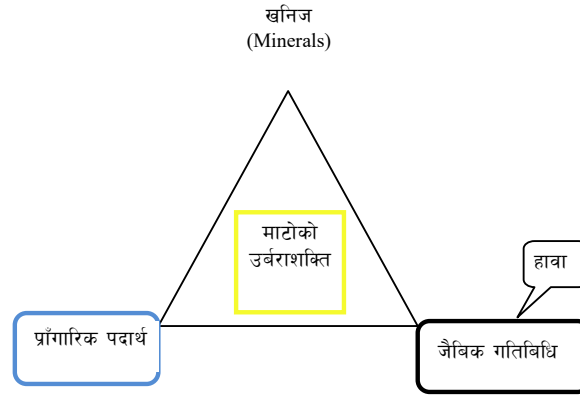 खनिज
(Minerals)
माटोको
उर्बराशक्ति
हावा
प्राँगारिक पदार्थ
जैबिक गतिबिधि